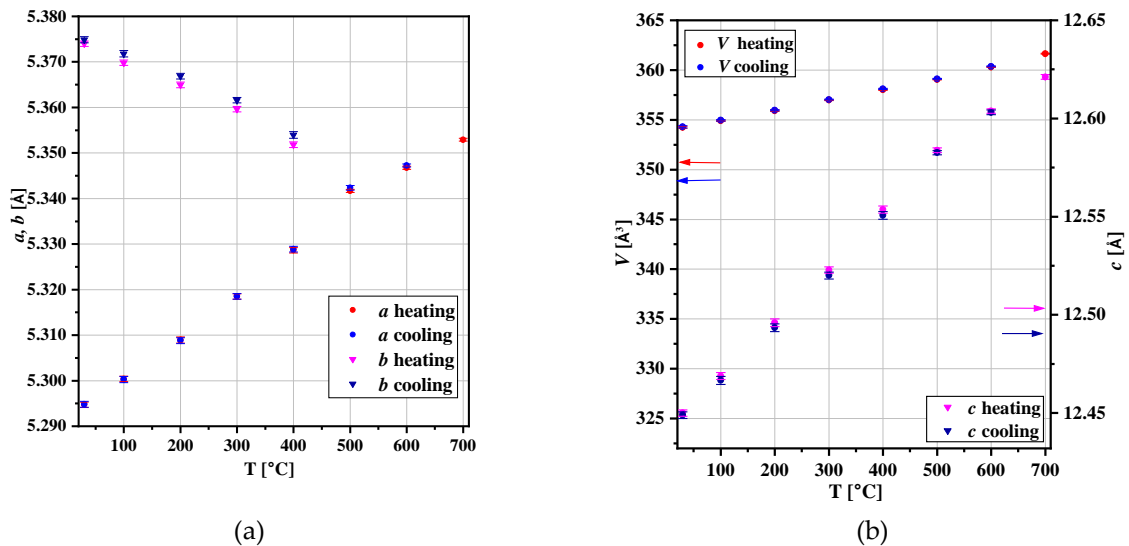 5.380
5.370
5.360
5.350
5.340
5.330
5.320
5.310
5.300
5.290
a, b [Å]
100 200 300 400 500 600 700
T [°C]
a heating
a cooling
b heating
b cooling
(a)
365
360
355
350
345
340
335
330
325
V [Å³]
V heating
V cooling
12.65
12.60
12.55
12.50
12.45
c [Å]
c heating
c cooling
100 200 300 400 500 600 700
T [°C]
(b)